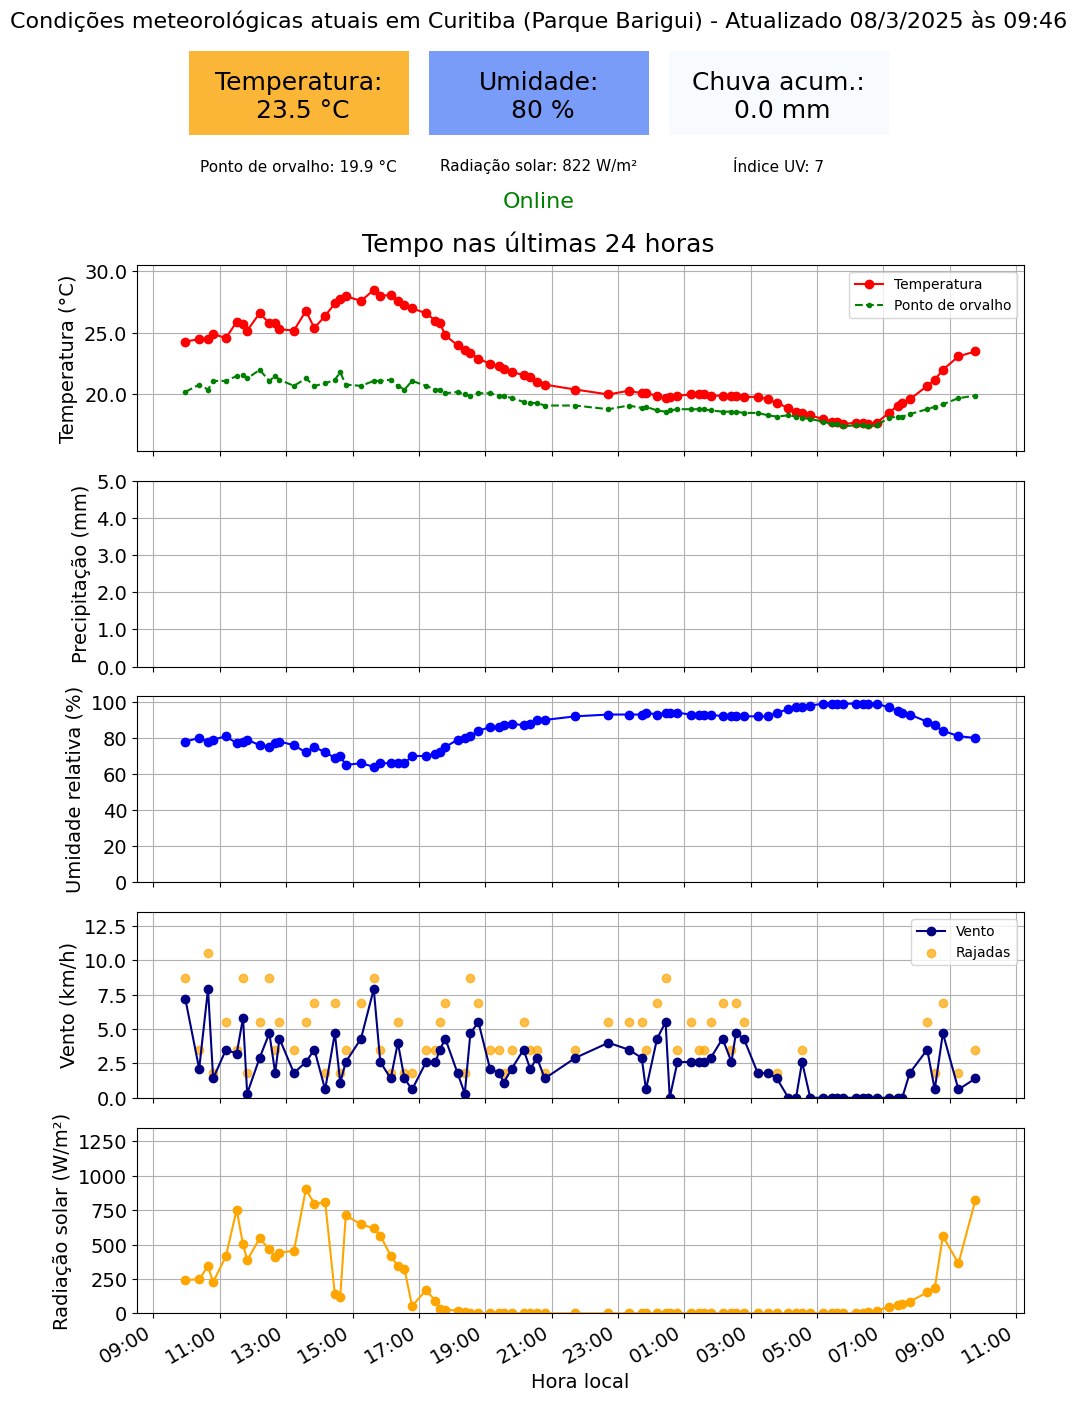 Condições meteorológicas atuais em Curitiba (Parque Barigui) - Atualizado 08/3/2025 às 09:46
Temperatura:
23.5 °C
Umidade:
80 %
Chuva acum.:
0.0 mm
Ponto de orvalho: 19.9 °C
Radiação solar: 822 W/m²
Índice UV: 7
Online
Tempo nas últimas 24 horas
Temperatura (°C)
30.0
25.0
20.0
Temperatura
Ponto de orvalho
Precipitação (mm)
5.0
4.0
3.0
2.0
1.0
0.0
Umidade relativa (%)
100
80
60
40
20
0
Vento (km/h)
12.5
10.0
7.5
5.0
2.5
0.0
Vento
Rajadas
Radiação solar (W/m²)
1250
1000
750
500
250
0
09:00
11:00
13:00
15:00
17:00
19:00
21:00
23:00
01:00
03:00
05:00
07:00
09:00
11:00
Hora local